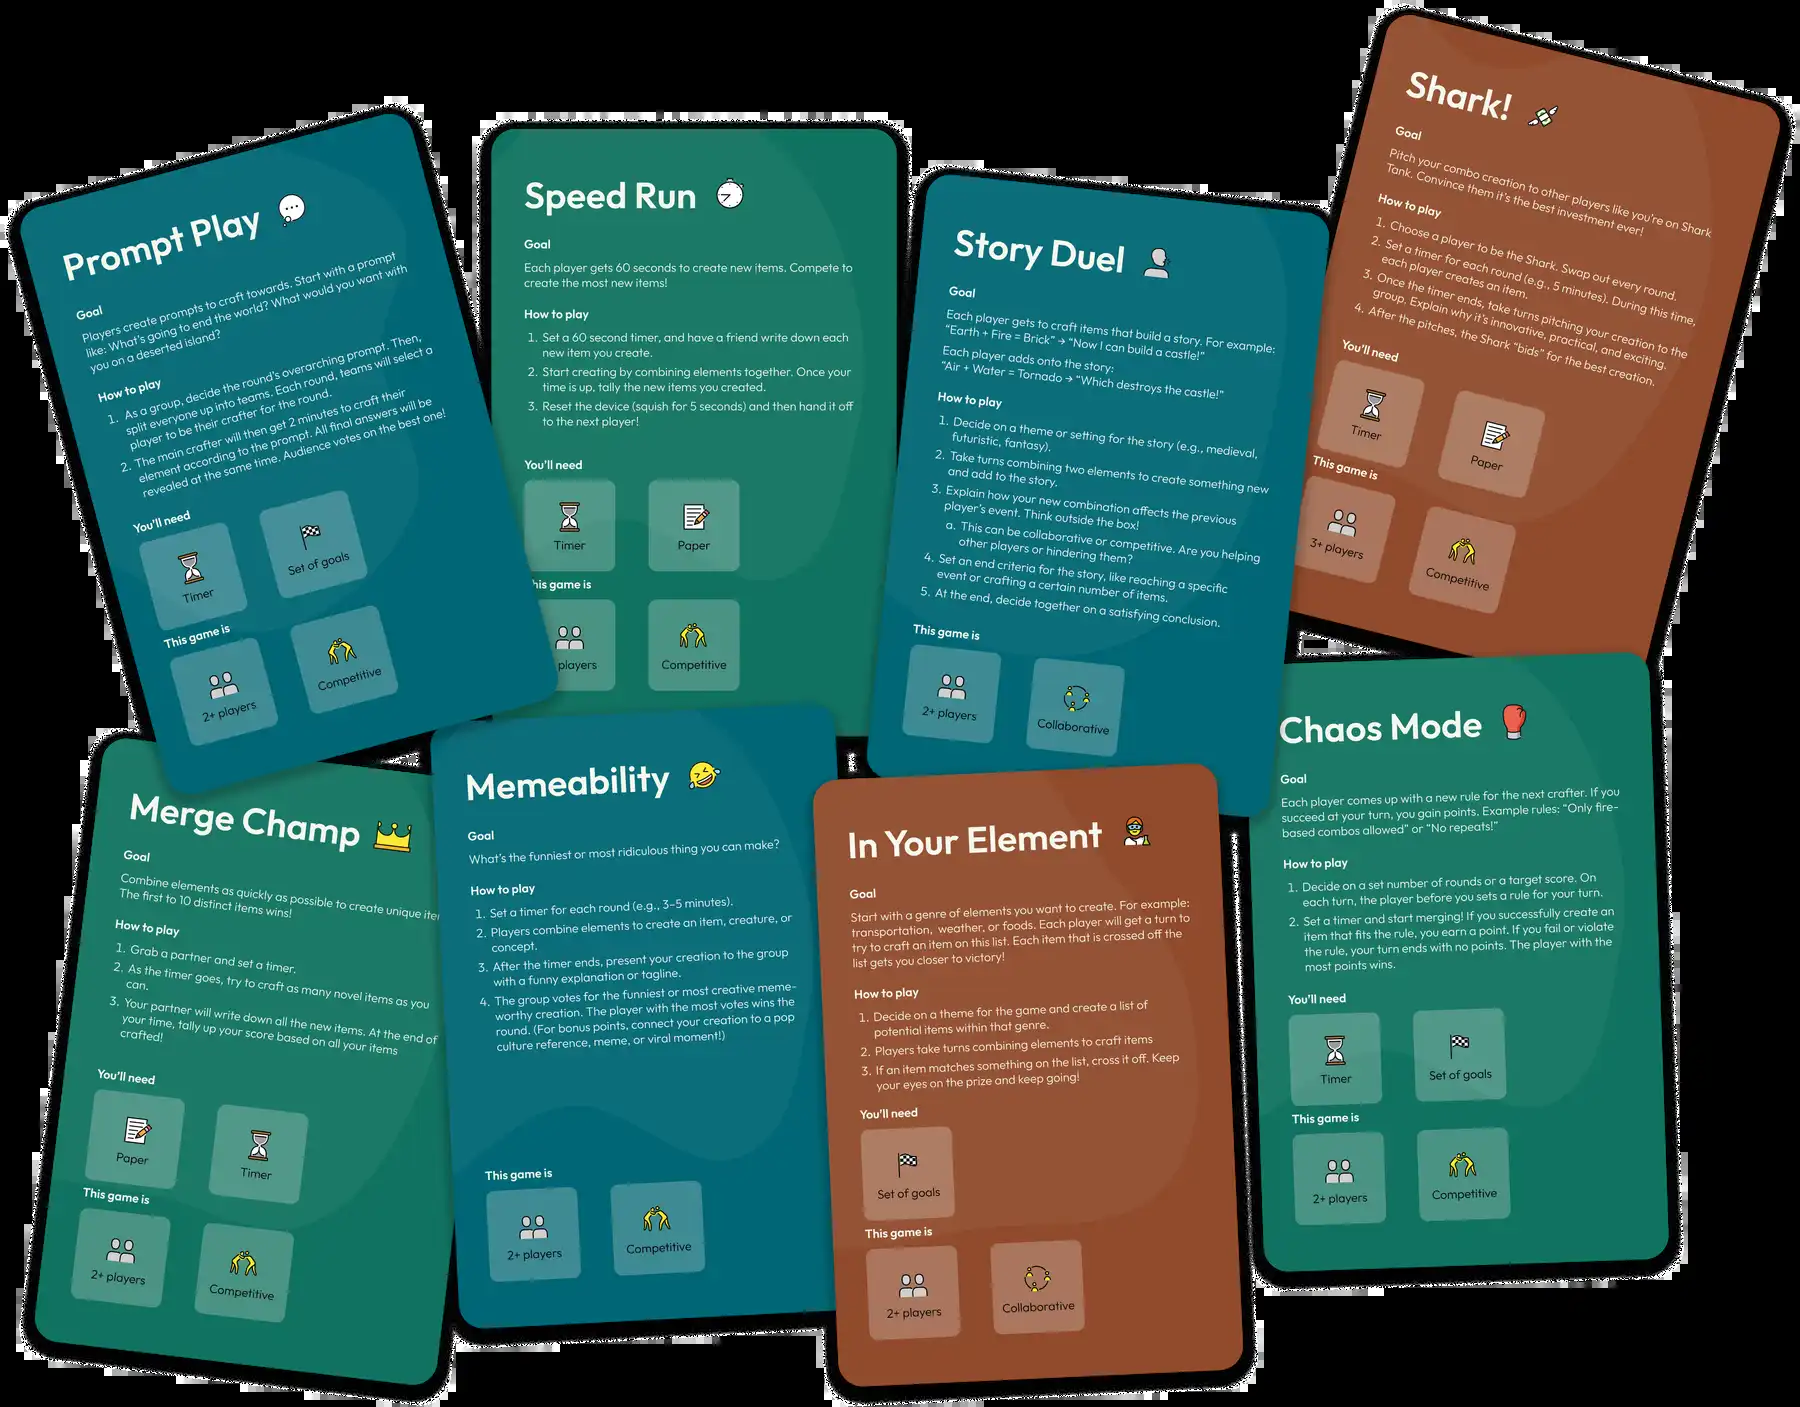 Prompt Play
Goal
Players create prompts to craft towards. Start with a prompt
like: What's going to end the world? What would you want with
you on a deserted island?
How to play
1. As a group, decide the round's overarching prompt. Then,
split everyone up into teams. Each round, teams will select a
player to be their crafter for the round.
2. The main crafter will then get 2 minutes to craft their
element according to the prompt. All final answers will be
revealed at the same time. Audience votes on the best one!
You'll need
Timer
Set of goals
This game is
2+ players
Competitive
Speed Run
Goal
Each player gets 60 seconds to create new items. Compete to
create the most new items!
How to play
1. Set a 60 second timer, and have a friend write down each
new item you create.
2. Start creating by combining elements together. Once your
time is up, tally the new items you created.
3. Reset the device (squish for 5 seconds) and then hand it off
to the next player!
You'll need
Timer
Paper
his game is
players
Competitive
Story Duel
Goal
Each player gets to craft items that build a story. For example:
“Earth + Fire = Brick” → “Now I can build a castle!”
Each player adds onto the story:
“Air + Water = Tornado → “Which destroys the castle!”
How to play
1. Decide on a theme or setting for the story (e.g., medieval,
futuristic, fantasy).
2. Take turns combining two elements to create something new
and add to the story.
3. Explain how your new combination affects the previous
player's event. Think outside the box!
a. This can be collaborative or competitive. Are you helping
other players or hindering them?
4. Set an end criteria for the story, like reaching a specific
event or crafting a certain number of items.
5. At the end, decide together on a satisfying conclusion.
This game is
2+ players
Collaborative
Shark!
Goal
Pitch your combo creation to other players like you're on Shark
Tank. Convince them it's the best investment ever!
How to play
1. Choose a player to be the Shark. Swap out every round.
2. Set a timer for each round (e.g., 5 minutes). During this time,
each player creates an item.
3. Once the timer ends, take turns pitching your creation to the
group. Explain why it's innovative, practical, and exciting.
4. After the pitches, the Shark “bids” for the best creation.
You'll need
Timer
Paper
This game is
3+ players
Competitive
Merge Champ
Goal
Combine elements as quickly as possible to create unique iter
The first to 10 distinct items wins!
How to play
1. Grab a partner and set a timer.
2. As the timer goes, try to craft as many novel items as you
can.
3. Your partner will write down all the new items. At the end of
your time, tally up your score based on all your items
crafted!
You'll need
Paper
Timer
This game is
2+ players
Competitive
Memeability
Goal
What's the funniest or most ridiculous thing you can make?
How to play
1. Set a timer for each round (e.g., 3–5 minutes).
2. Players combine elements to create an item, creature, or
concept.
3. After the timer ends, present your creation to the group
with a funny explanation or tagline.
4. The group votes for the funniest or most creative meme-
worthy creation. The player with the most votes wins the
round. (For bonus points, connect your creation to a pop
culture reference, meme, or viral moment!)
This game is
2+ players
Competitive
In Your Element
Goal
Start with a genre of elements you want to create. For example:
transportation, weather, or foods. Each player will get a turn to
try to craft an item on this list. Each item that is crossed off the
list gets you closer to victory!
How to play
1. Decide on a theme for the game and create a list of
potential items within that genre.
2. Players take turns combining elements to craft items
3. If an item matches something on the list, cross it off. Keep
your eyes on the prize and keep going!
You'll need
Set of goals
This game is
2+ players
Collaborative
Chaos Mode
Goal
Each player comes up with a new rule for the next crafter. If you
succeed at your turn, you gain points. Example rules: “Only fire-
based combos allowed” or “No repeats!”
How to play
1. Decide on a set number of rounds or a target score. On
each turn, the player before you sets a rule for your turn.
2. Set a timer and start merging! If you successfully create an
item that fits the rule, you earn a point. If you fail or violate
the rule, your turn ends with no points. The player with the
most points wins.
You'll need
Timer
Set of goals
This game is
2+ players
Competitive